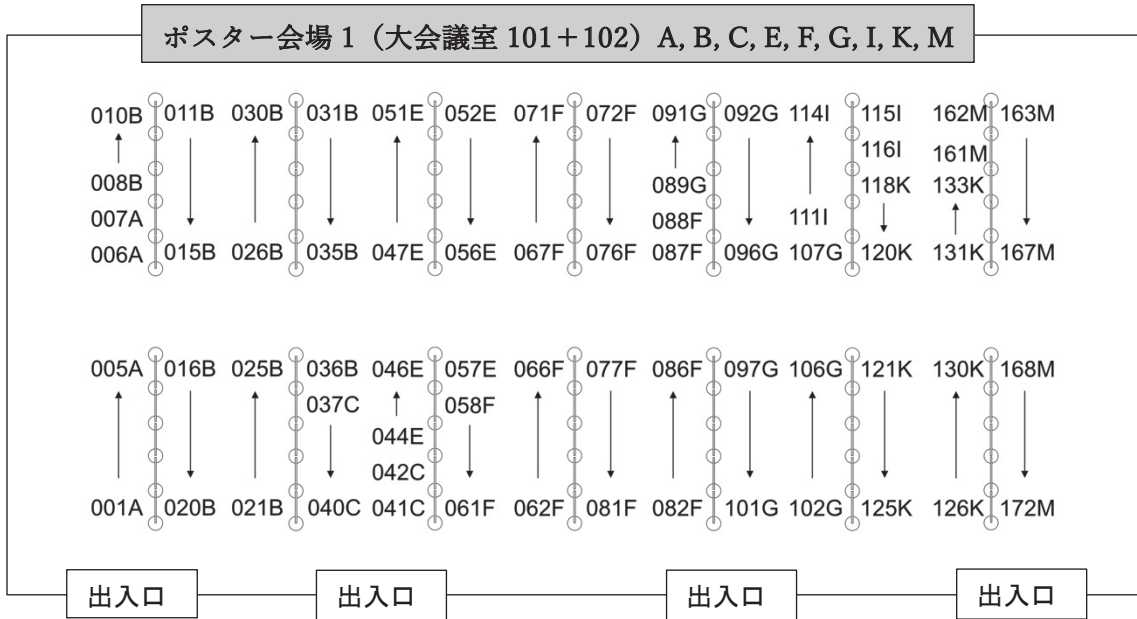 ポスター会場 1（大会議室 101＋102）A, B, C, E, F, G, I, K, M
010B 011B 030B 031B 051E 052E 071F 072F 091G 092G 114I 115I 162M 163M
116I 161M
008B 089G 118K 133K
007A 088F 111I
006A 015B 026B 035B 047E 056E 067F 076F 087F 096G 107G 120K 131K 167M
005A 016B 025B 036B 046E 057E 066F 077F 086F 097G 106G 121K 130K 168M
037C 058F
044E
042C
001A 020B 021B 040C 041C 061F 062F 081F 082F 101G 102G 125K 126K 172M
出入口 出入口 出入口 出入口